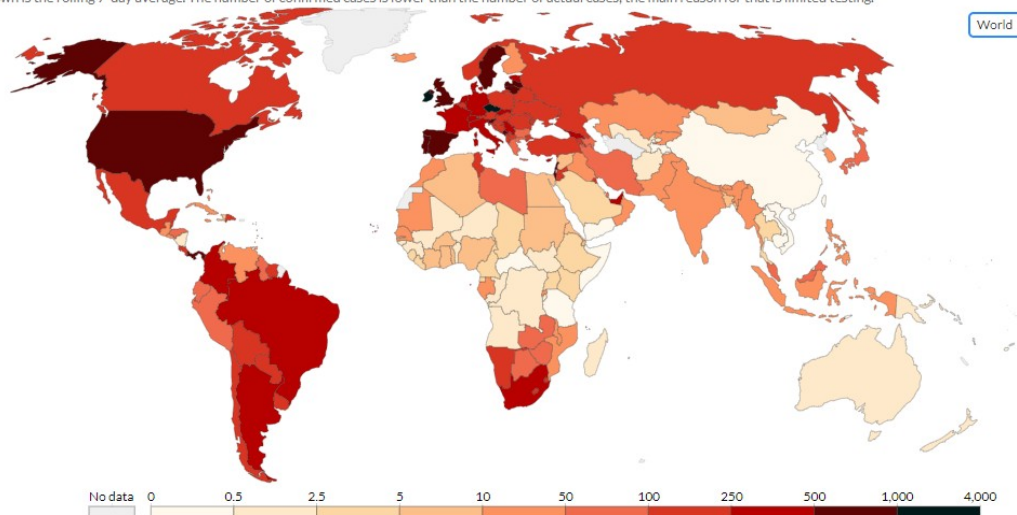 is the rolling 7-day average. The number of confirmed cases is lower than the number of actual cases; the main reason for that is limited testing.
World
No data 0 0.5 2.5 5 10 50 100 250 500 1,000 4,000